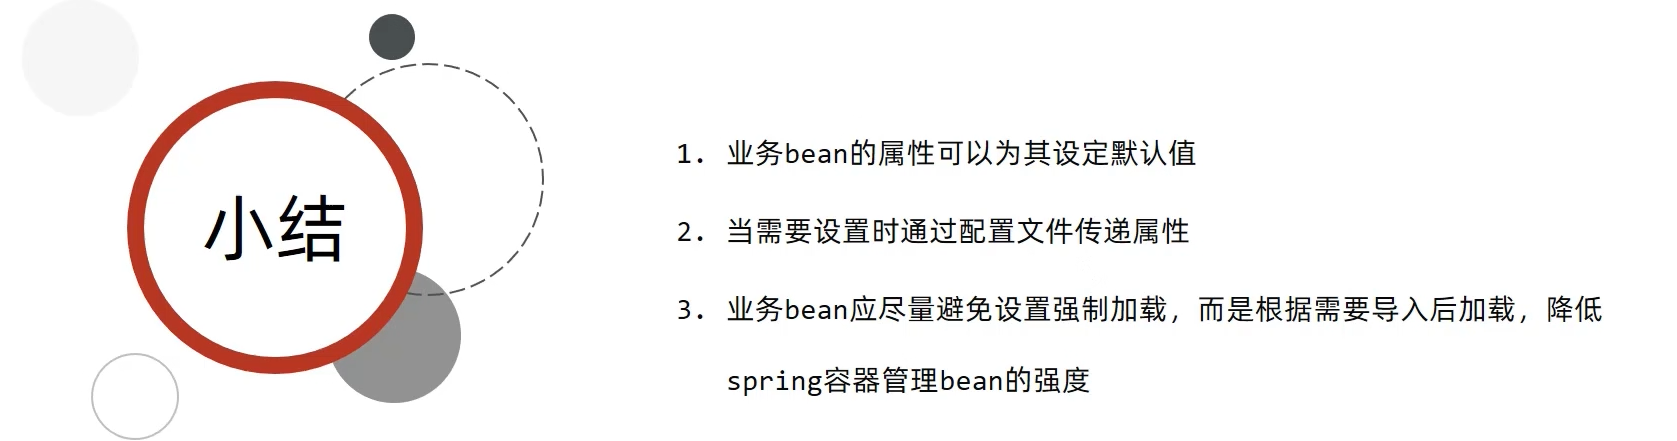 小结
1. 业务bean的属性可以为其设定默认值
2. 当需要设置时通过配置文件传递属性
3. 业务bean应尽量避免设置强制加载，而是根据需要导入后加载，降低
spring容器管理bean的强度